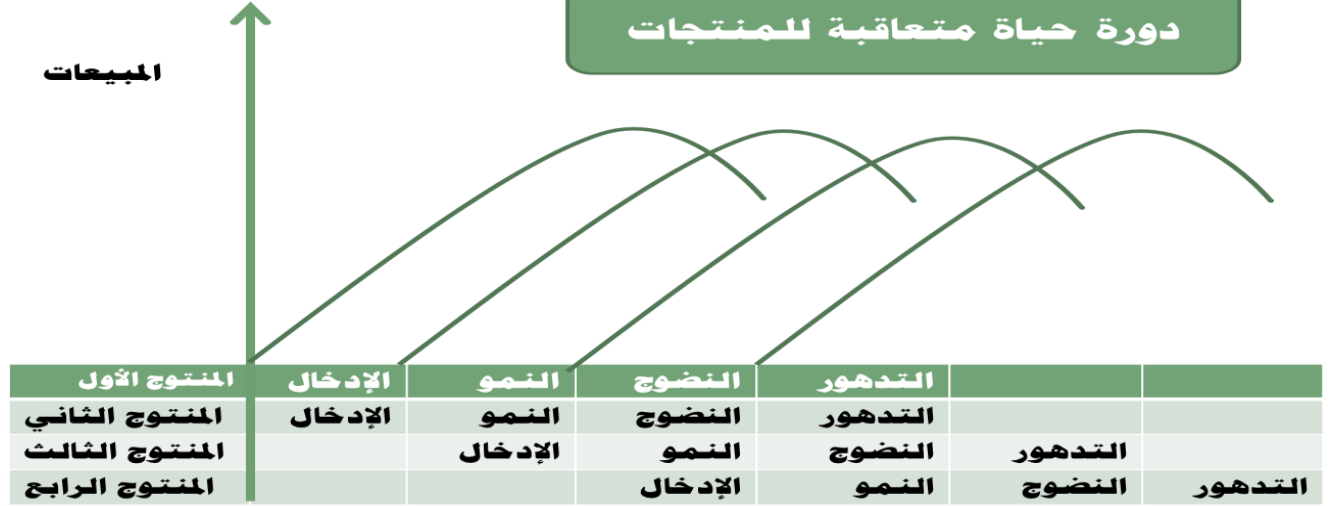 دورة حياة متعاقبة للمنتجات
المبيعات
المنتوج الأول الإدخال النمو النضوج التدهور
المنتوج الثاني الإدخال النمو النضوج التدهور
المنتوج الثالث الإدخال النمو النضوج التدهور
المنتوج الرابع الإدخال النمو النضوج التدهور